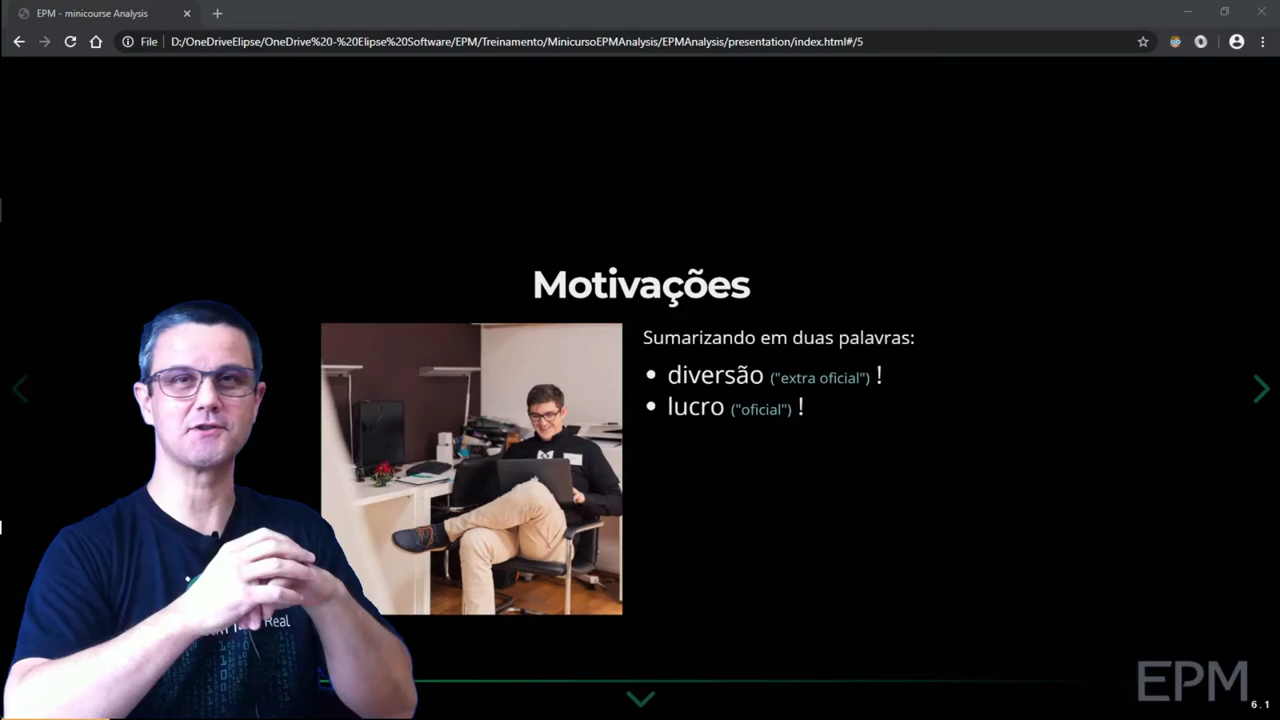 EPM - minicourse Analysis
File
D:/OneDriveElipse/OneDrive%20-%20Elipse%20Software/EPM/Treinamento/MinicursoEPMAnalysis/EPMAnalysis/presentation/index.html#/5
Motivações
Sumarizando em duas palavras:
• diversão ("extra oficial") !
• lucro ("oficial") !
Real
EPM
6.1